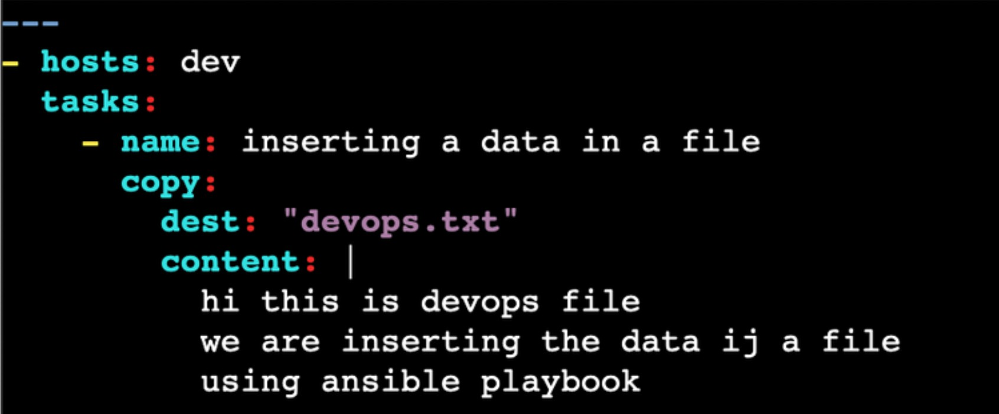 ---
- hosts: dev
  tasks:
    - name: inserting a data in a file
      copy:
        dest: "devops.txt"
        content: |
          hi this is devops file
          we are inserting the data ij a file
          using ansible playbook